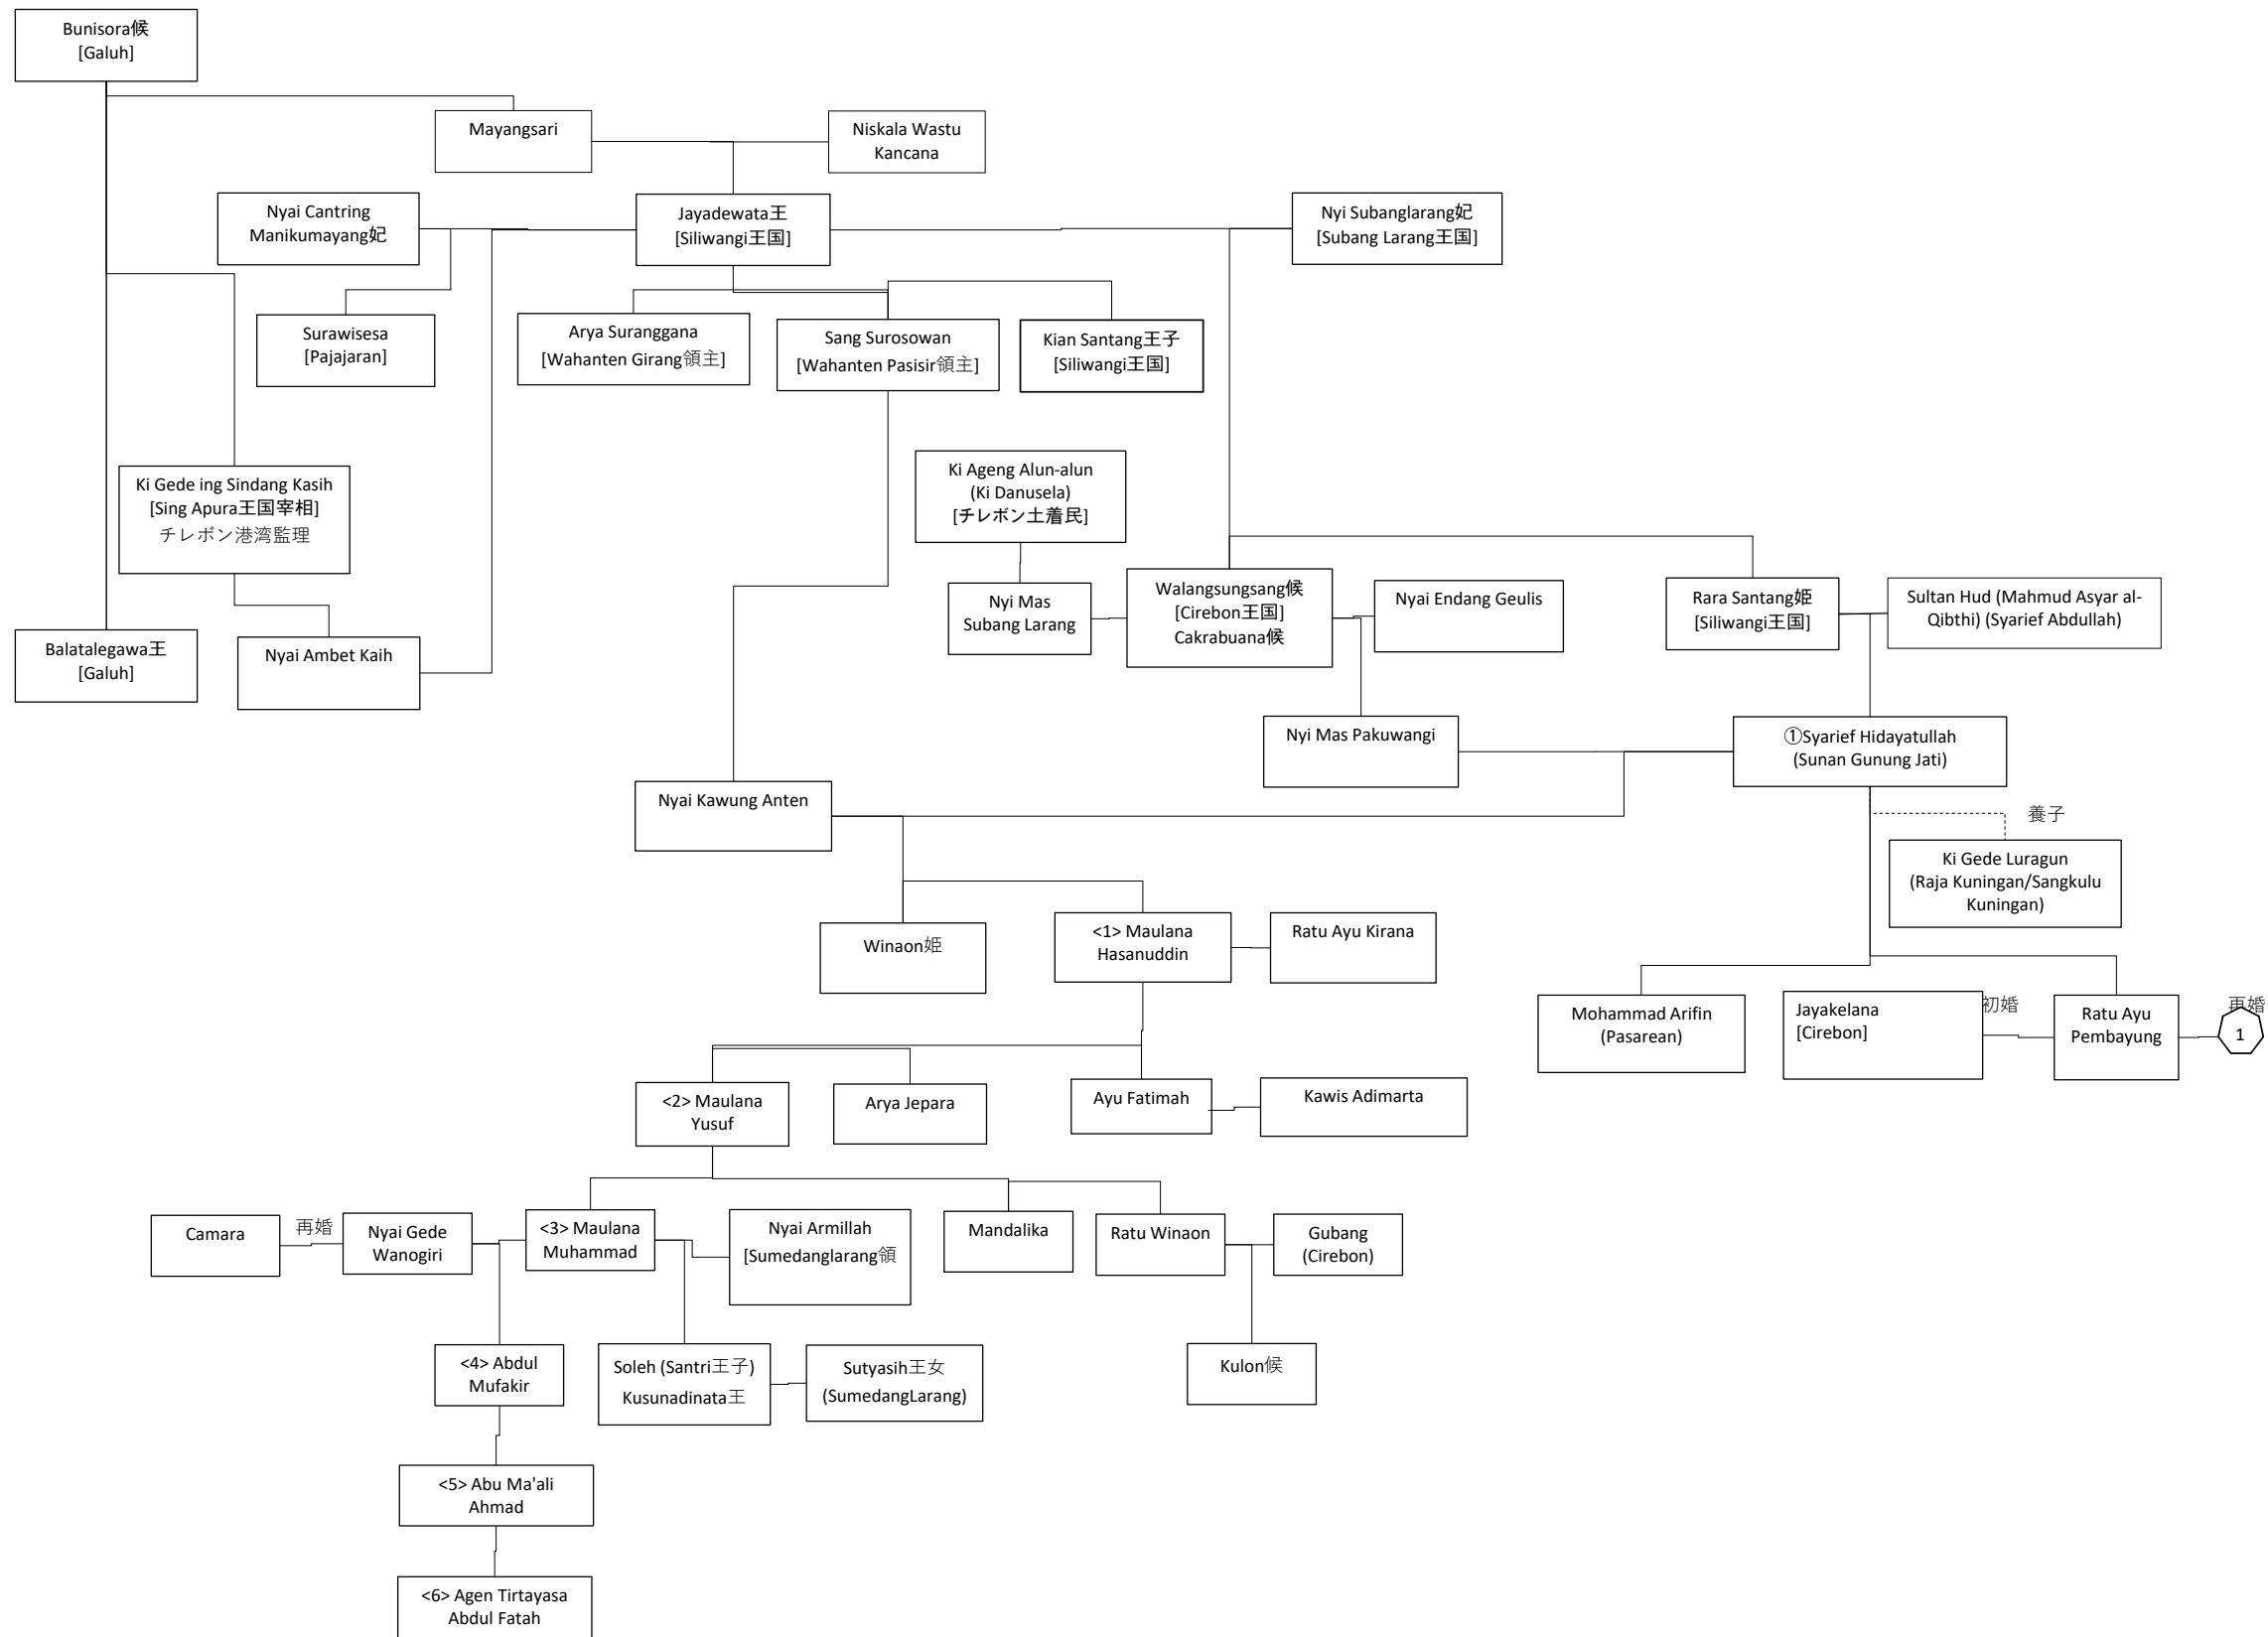 Bunisora候
[Galuh]
Mayangsari
Niskala Wastu
Kancana
Nyai Cantring
Manikumayang妃
Jayadewata王
[Siliwangi王国]
Nyi Subanglarang妃
[Subang Larang王国]
Surawisesa
[Pajajaran]
Arya Suranggana
[Wahanten Girang領主]
Sang Surosowan
[Wahanten Pasisir領主]
Kian Santang王子
[Siliwangi王国]
Ki Gede ing Sindang Kasih
[Sing Apura王国宰相]
チレボン港湾監理
Ki Ageng Alun-alun
(Ki Danusela)
[チレボン土着民]
Balatalegawa王
[Galuh]
Nyai Ambet Kaih
Nyi Mas
Subang Larang
Walangsungsang候
[Cirebon王国]
Cakrabuana候
Nyai Endang Geulis
Rara Santang姫
[Siliwangi王国]
Sultan Hud (Mahmud Asyar al-
Qibthi) (Syarief Abdullah)
Nyi Mas Pakuwangi
①Syarief Hidayatullah
(Sunan Gunung Jati)
Nyai Kawung Anten
養子
Ki Gede Luragun
(Raja Kuningan/Sangkulu
Kuningan)
Winaon姫
<1> Maulana
Hasanuddin
Ratu Ayu Kirana
Mohammad Arifin
(Pasarean)
Jayakelana
[Cirebon]
初婚
Ratu Ayu
Pembayung
再婚
1
<2> Maulana
Yusuf
Arya Jepara
Ayu Fatimah
Kawis Adimarta
Camara
再婚
Nyai Gede
Wanogiri
<3> Maulana
Muhammad
Nyai Armillah
[Sumedanglarang領
Mandalika
Ratu Winaon
Gubang
(Cirebon)
<4> Abdul
Mufakir
Soleh (Santri王子)
Kusunadinata王
Sutyasih王女
(SumedangLarang)
Kulon候
<5> Abu Ma'ali
Ahmad
<6> Agen Tirtayasa
Abdul Fatah